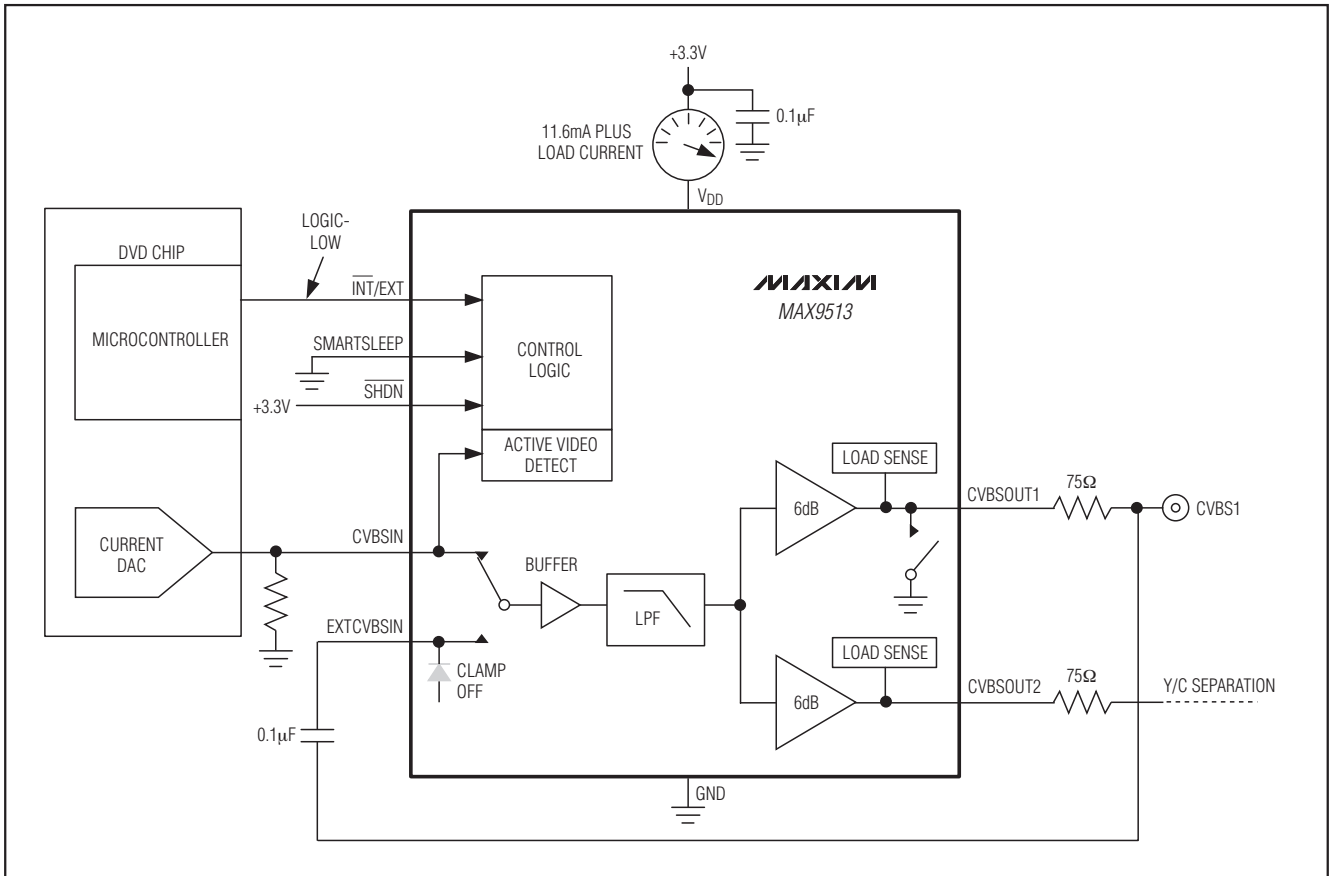 +3.3V
0.1µF
11.6mA PLUS
LOAD CURRENT
VDD
LOGIC-
LOW
DVD CHIP
INT/EXT
MAXIM
MAX9513
MICROCONTROLLER
SMARTSLEEP
CONTROL
LOGIC
SHDN
+3.3V
ACTIVE VIDEO
DETECT
LOAD SENSE
75Ω
CVBSOUT1
6dB
CVBS1
CURRENT
DAC
CVBSIN
BUFFER
LPF
EXTCVBSIN
CLAMP
OFF
LOAD SENSE
75Ω
CVBSOUT2
Y/C SEPARATION
6dB
0.1µF
GND